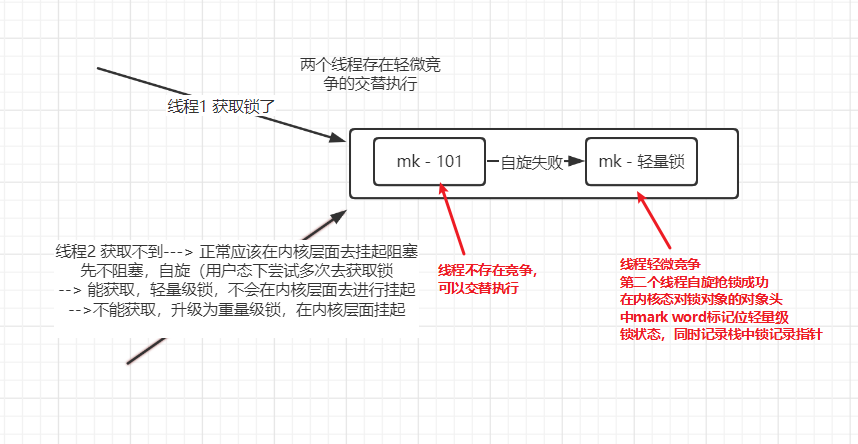 两个线程存在轻微竞
争的交替执行
线程1 获取锁了
mk - 101
自旋失败
mk - 轻量锁
线程2 获取不到---> 正常应该在内核层面去挂起阻塞
先不阻塞，自旋（用户态下尝试多次去获取锁
--> 能获取，轻量级锁，不会在内核层面去进行挂起
-->不能获取，升级为重量级锁，在内核层面挂起
线程不存在竞争，
可以交替执行
线程轻微竞争
第二个线程自旋抢锁成功
在内核态对锁对象的对象头
中mark word标记位轻量级
锁状态，同时记录栈中锁记录指针